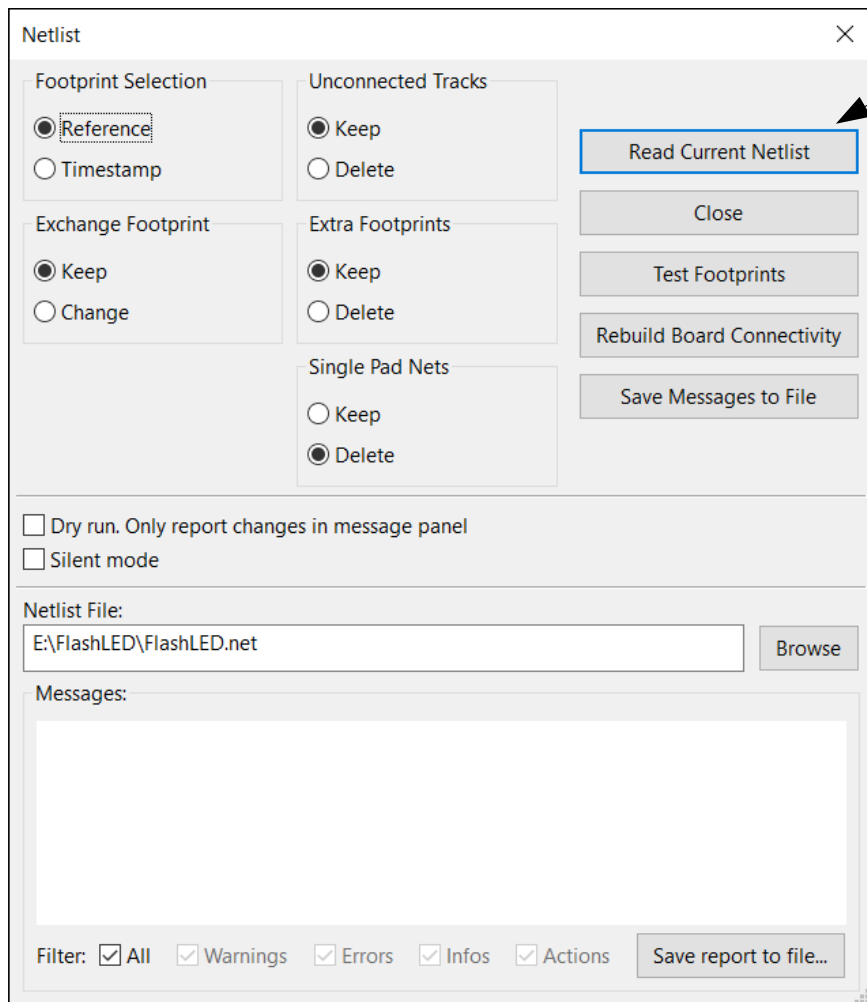 Netlist
Footprint Selection
Reference
Timestamp
Unconnected Tracks
Keep
Delete
Read Current Netlist
Close
Test Footprints
Rebuild Board Connectivity
Save Messages to File
Exchange Footprint
Keep
Change
Extra Footprints
Keep
Delete
Single Pad Nets
Keep
Delete
Dry run. Only report changes in message panel
Silent mode
Netlist File:
E:\FlashLED\FlashLED.net
Browse
Messages:
Filter: All Warnings Errors Infos Actions Save report to file...